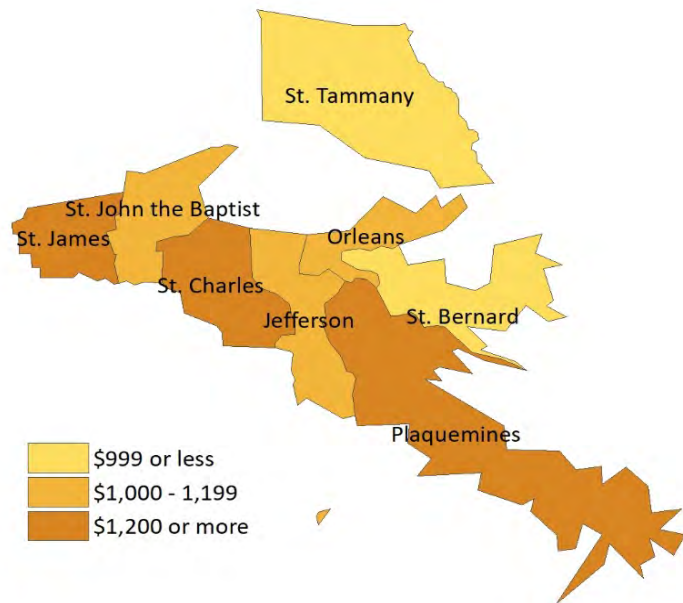 St. Tammany
St. John the Baptist
St. James
Orleans
St. Charles
Jefferson
St. Bernard
Plaquemines
$999 or less
$1,000 - 1,199
$1,200 or more